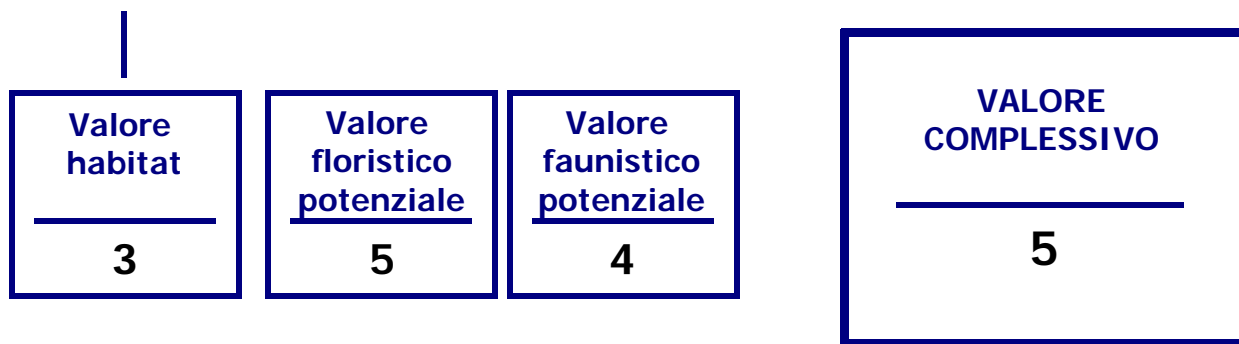 Valore
habitat
3
Valore
floristico
potenziale
5
Valore
faunistico
potenziale
4
VALORE
COMPLESSIVO
5